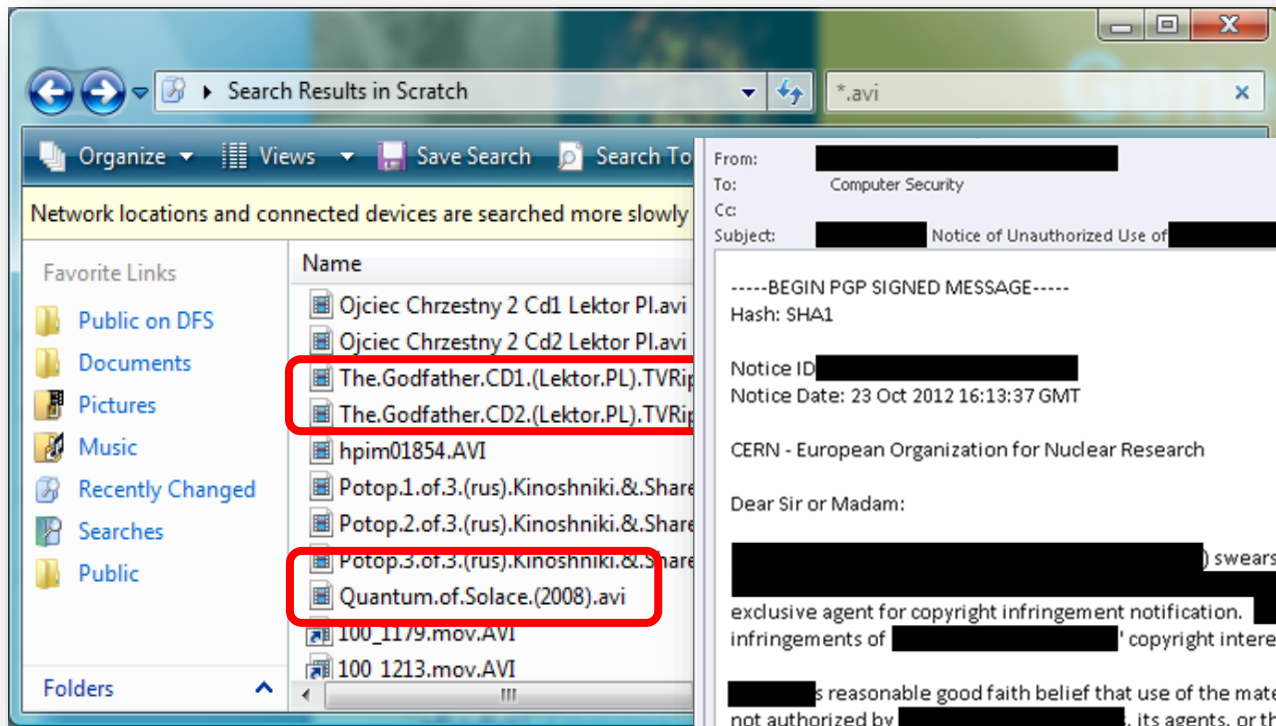 Search Results in Scratch
*.avi
Organize
Views
Save Search
Search To
Network locations and connected devices are searched more slowly
Favorite Links
Public on DFS
Documents
Pictures
Music
Recently Changed
Searches
Public
Folders
Name
Ojciec Chrzestny 2 Cd1 Lektor Pl.avi
Ojciec Chrzestny 2 Cd2 Lektor Pl.avi
The.Godfather.CD1.(Lektor.PL).TVRip
The.Godfather.CD2.(Lektor.PL).TVRip
hpim01854.AVI
Potop.1.of.3.(rus).Kinoshniki.&.Share
Potop.2.of.3.(rus).Kinoshniki.&.Share
Potop.3.of.3.(rus).Kinoshniki.&.Share
Quantum.of.Solace.(2008).avi
100_1179.mov.AVI
100_1213.mov.AVI
From:
To: Computer Security
Cc:
Subject: Notice of Unauthorized Use of
-----BEGIN PGP SIGNED MESSAGE-----
Hash: SHA1
Notice ID
Notice Date: 23 Oct 2012 16:13:37 GMT
CERN - European Organization for Nuclear Research
Dear Sir or Madam:
) swears
exclusive agent for copyright infringement notification.
infringements of ' copyright intere
s reasonable good faith belief that use of the mate
not authorized by , its agents, or th